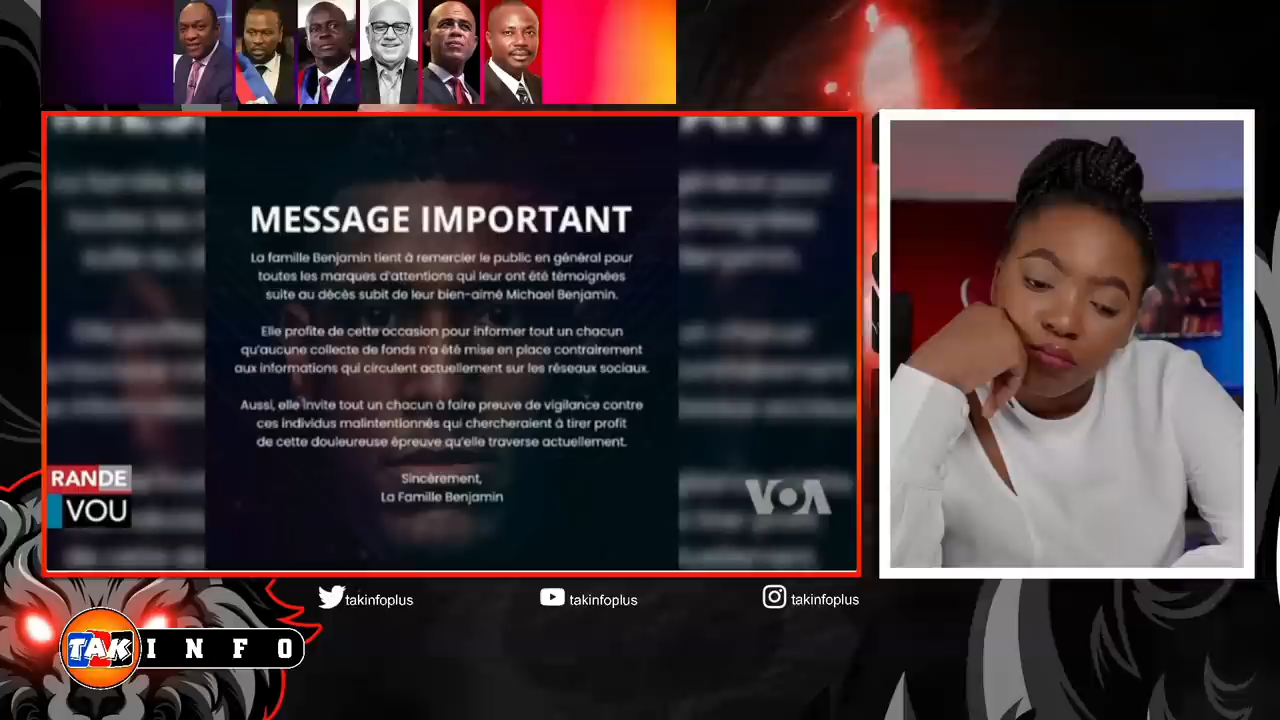 MESSAGE IMPORTANT
La famille Benjamin tient à remercier le public en général pour
toutes les marques d'attentions qui leur ont été témoignées
suite au décès subit de leur bien-aimé Michael Benjamin.
Elle profite de cette occasion pour informer tout un chacun
qu'aucune collecte de fonds n'a été mise en place contrairement
aux informations qui circulent actuellement sur les réseaux sociaux.
Aussi, elle invite tout un chacun à faire preuve de vigilance contre
ces individus malintentionnés qui chercheraient à tirer profit
de cette douleureuse épreuve qu'elle traverse actuellement.
Sincèrement,
La Famille Benjamin
RANDE
VOU
VOA
takinfoplus
takinfoplus
takinfoplus
TAK INFO